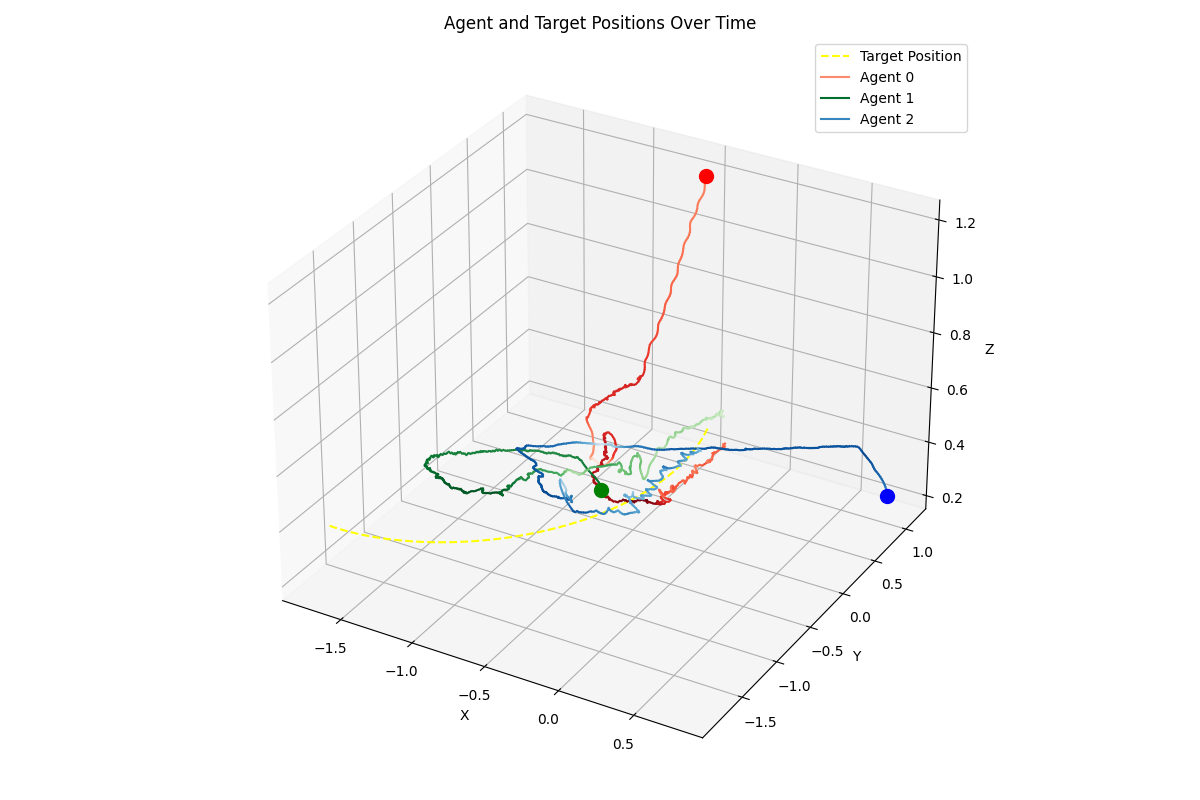 Agent and Target Positions Over Time
Target Position
Agent 0
Agent 1
Agent 2
1.2
1.0
0.8
Z
0.6
0.4
0.2
1.0
0.5
0.0
−0.5
Y
−1.0
−1.5
−1.5
−1.0
−0.5
X
0.0
0.5